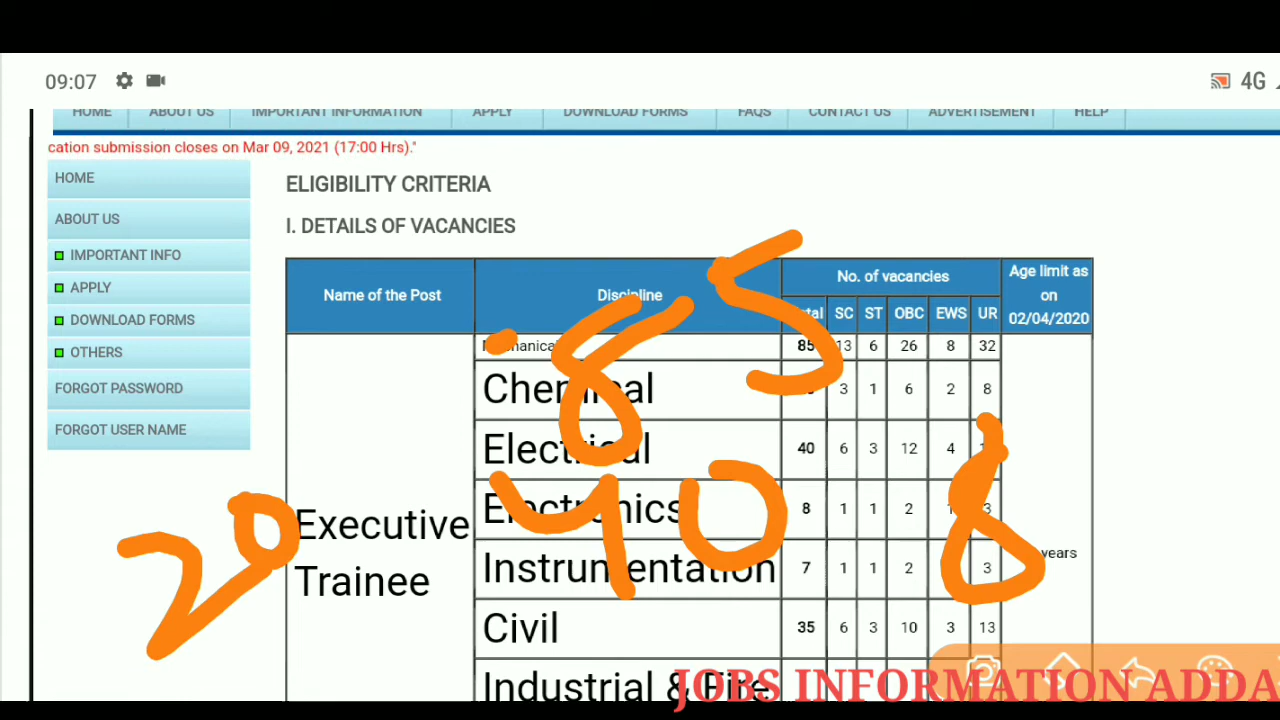 09:07 4G
HOME ABOUT US IMPORTANT INFORMATION APPLY DOWNLOAD FORMS FAQS CONTACT US ADVERTISEMENT HELP
cation submission closes on Mar 09, 2021 (17:00 Hrs)."
HOME
ABOUT US
IMPORTANT INFO
APPLY
DOWNLOAD FORMS
OTHERS
FORGOT PASSWORD
FORGOT USER NAME
ELIGIBILITY CRITERIA
I. DETAILS OF VACANCIES
Name of the Post Discipline No. of vacancies Age limit as on 02/04/2020
SC ST OBC EWS UR
Executive Trainee
Mechanical 85 13 6 26 8 32
Chemical 3 1 6 2 8
Electrical 40 6 3 12 4
Electronics 8 1 1 2 3
Instrumentation 7 1 1 2 3
Civil 35 6 3 10 3 13
Industrial & Fire
years
85
40
20
8
JOBS INFORMATION ADDA